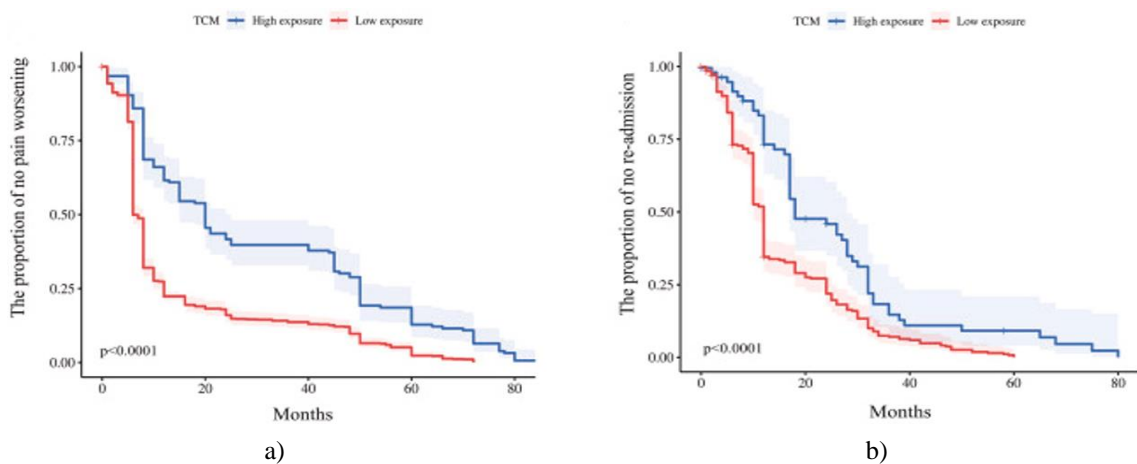 TCM High exposure Low exposure
The proportion of no pain worsening
1.00
0.75
0.50
0.25
0.00
p<0.0001
0 20 40 60 80
Months
a)
TCM High exposure Low exposure
The proportion of no re-admission
1.00
0.75
0.50
0.25
0.00
p<0.0001
0 20 40 60 80
Months
b)